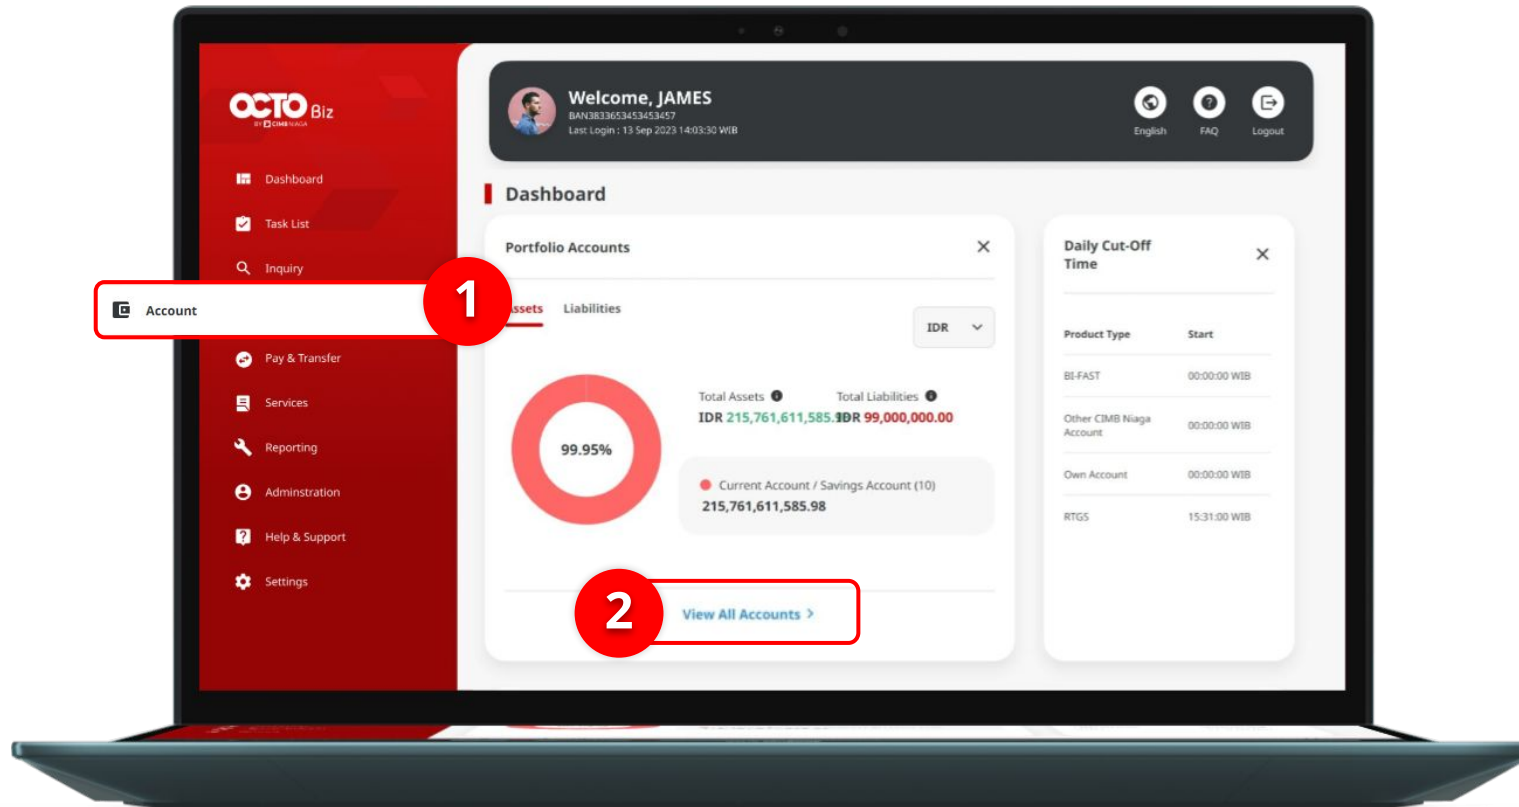 OCTO Biz
BY CIMB NIAGA
Dashboard
Task List
Inquiry
Account
1
Pay & Transfer
Services
Reporting
Adminstration
Help & Support
Settings
Welcome, JAMES
BAN3833653453453457
Last Login : 13 Sep 2023 14:03:30 WIB
English
FAQ
Logout
Dashboard
Portfolio Accounts
Assets Liabilities
IDR
99.95%
Total Assets Total Liabilities
IDR 215,761,611,585.98 IDR 99,000,000.00
Current Account / Savings Account (10)
215,761,611,585.98
2
View All Accounts >
Daily Cut-Off
Time
Product Type Start
BI-FAST 00:00:00 WIB
Other CIMB Niaga
Account 00:00:00 WIB
Own Account 00:00:00 WIB
RTGS 15:31:00 WIB